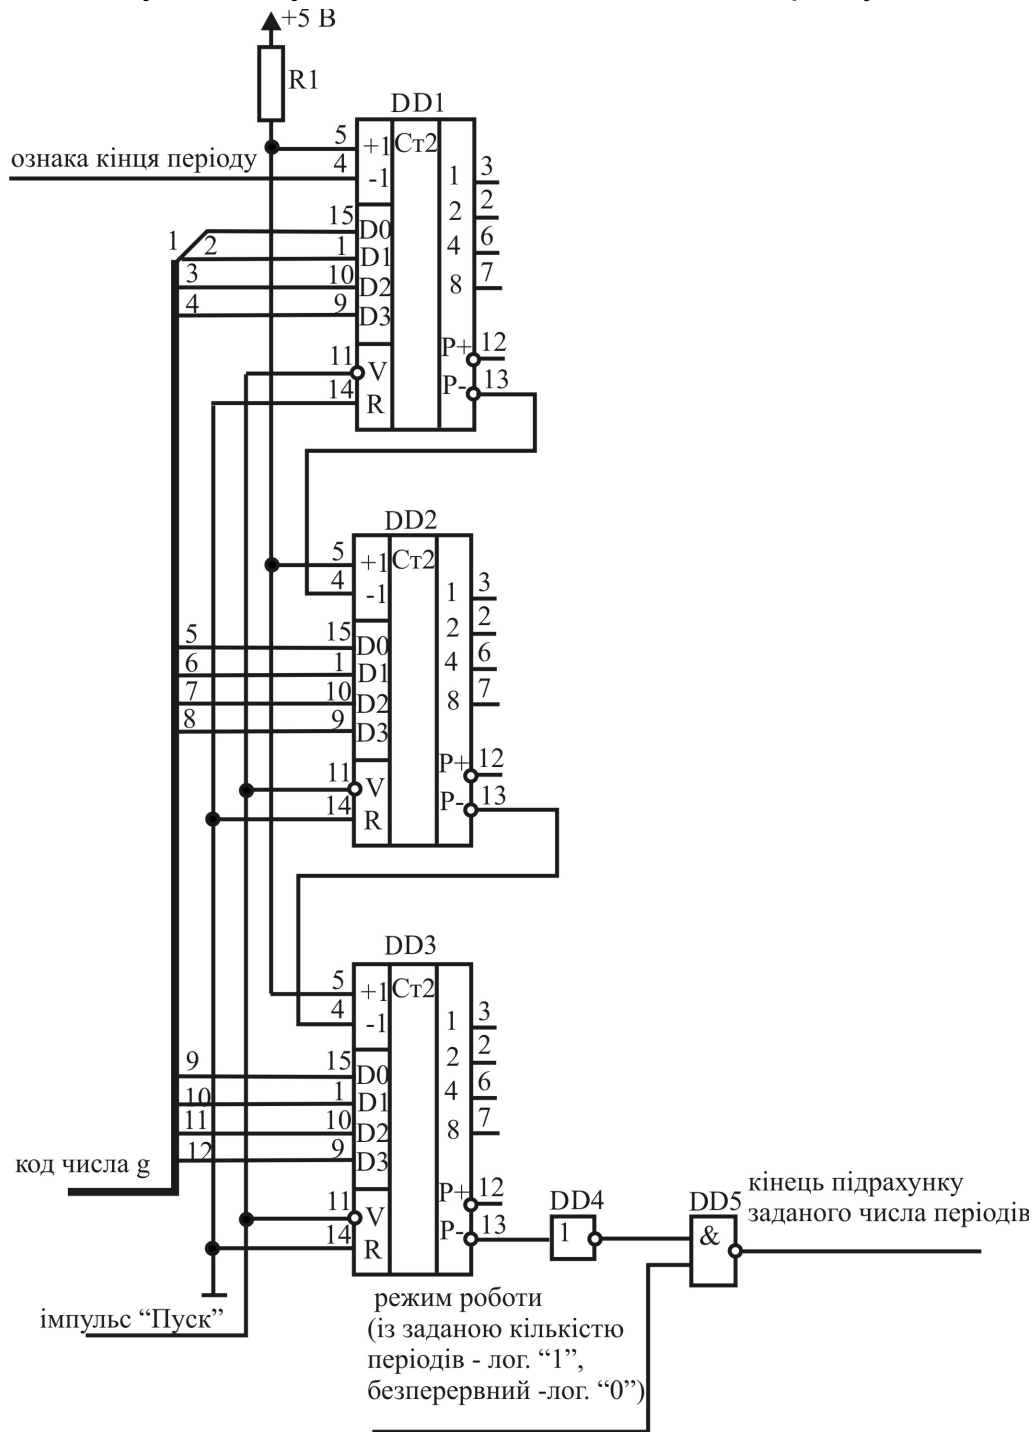 +5 В
R1
DD1
5 +1 Ст2
ознака кінця періоду 4 -1 1 3
15 D0 2 2
1 2 1 D1 4 6
3 10 D2 8 7
4 9 D3
P+ 12
11 V P- 13
14 R
DD2
5 +1 Ст2
4 -1 1 3
2 2
5 15 D0 4 6
6 1 D1
7 10 D2 8 7
8 9 D3
P+ 12
11 V P- 13
14 R
DD3
5 +1 Ст2
4 -1 1 3
2 2
9 15 D0 4 6
10 1 D1
11 10 D2 8 7
12 9 D3
код числа g
P+ 12
11 V P- 13
14 R
DD4
1
DD5
&
кінець підрахунку
заданого числа періодів
імпульс “Пуск”
режим роботи
(із заданою кількістю
періодів - лог. “1”,
безперервний -лог. “0”)